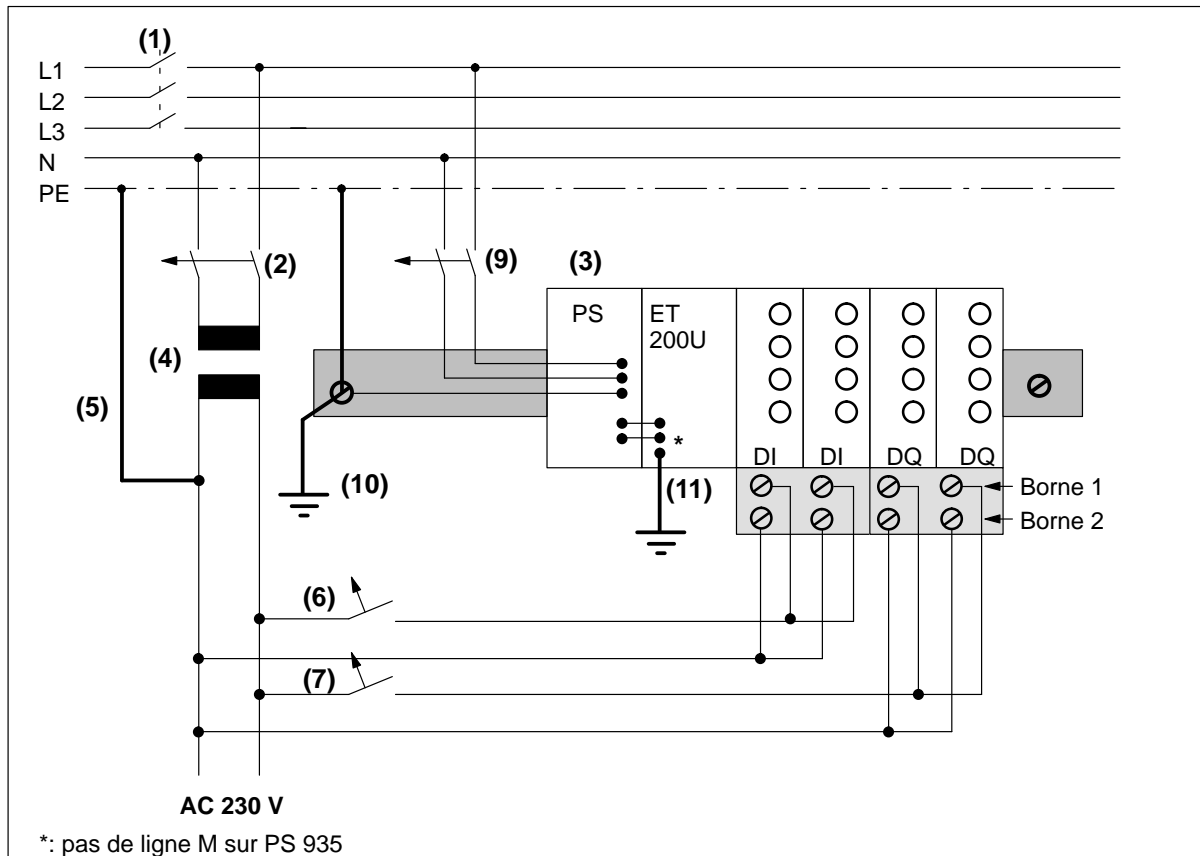 (1)
L1
L2
L3
N
PE
(2)
(9)
(3)
PS
ET
200U
(4)
(5)
*
DI
DI
DQ
DQ
(10)
(11)
Borne 1
Borne 2
(6)
(7)
AC 230 V
*: pas de ligne M sur PS 935